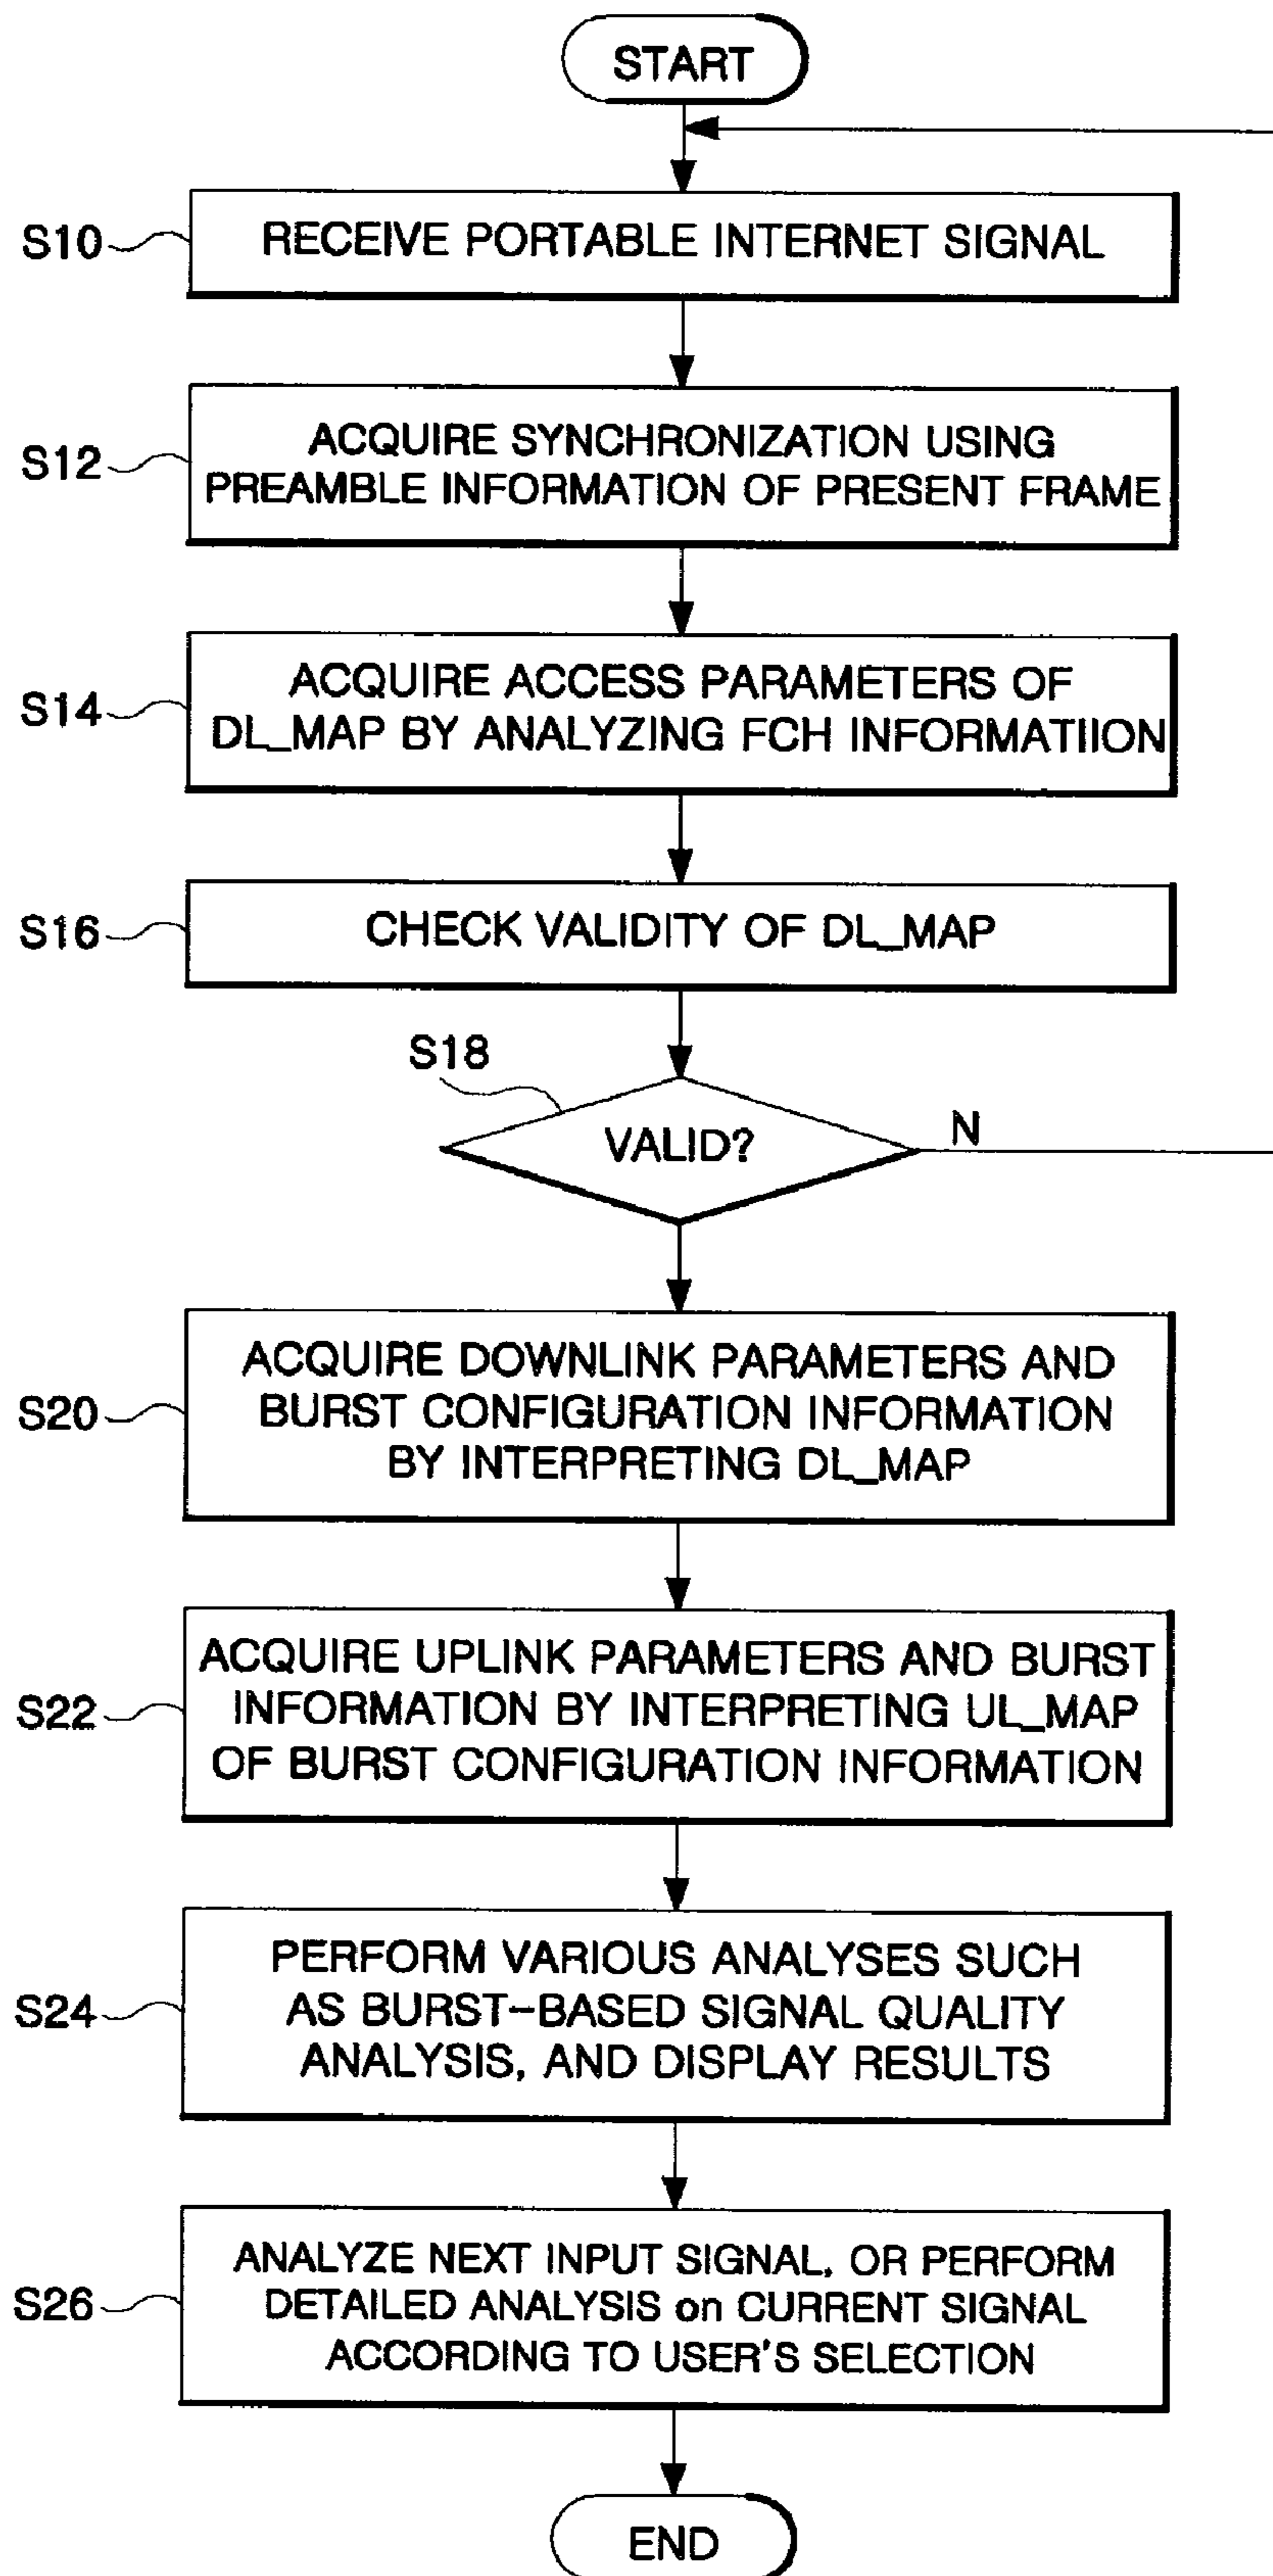 START
S10
RECEIVE PORTABLE INTERNET SIGNAL
S12
ACQUIRE SYNCHRONIZATION USING
PREAMBLE INFORMATION OF PRESENT FRAME
S14
ACQUIRE ACCESS PARAMETERS OF
DL_MAP BY ANALYZING FCH INFORMATIION
S16
CHECK VALIDITY OF DL_MAP
S18
VALID?
N
S20
ACQUIRE DOWNLINK PARAMETERS AND
BURST CONFIGURATION INFORMATION
BY INTERPRETING DL_MAP
S22
ACQUIRE UPLINK PARAMETERS AND BURST
INFORMATION BY INTERPRETING UL_MAP
OF BURST CONFIGURATION INFORMATION
S24
PERFORM VARIOUS ANALYSES SUCH
AS BURST-BASED SIGNAL QUALITY
ANALYSIS, AND DISPLAY RESULTS
S26
ANALYZE NEXT INPUT SIGNAL, OR PERFORM
DETAILED ANALYSIS on CURRENT SIGNAL
ACCORDING TO USER'S SELECTION
END